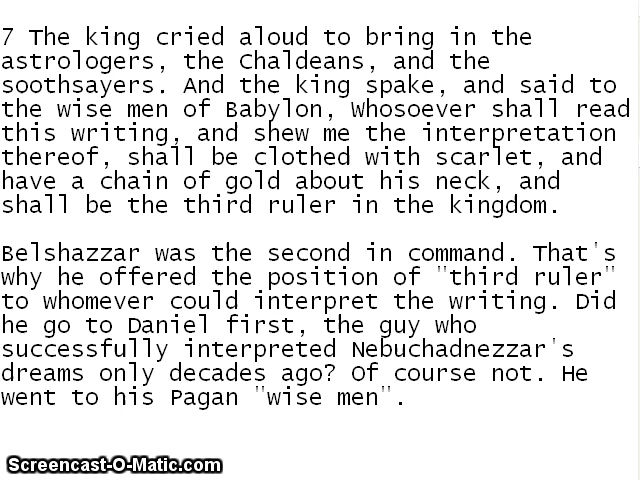 7 The king cried aloud to bring in the
astrologers, the Chaldeans, and the
soothsayers. And the king spake, and said to
the wise men of Babylon, Whosoever shall read
this writing, and shew me the interpretation
thereof, shall be clothed with scarlet, and
have a chain of gold about his neck, and
shall be the third ruler in the kingdom.
Belshazzar was the second in command. That's
why he offered the position of "third ruler"
to whomever could interpret the writing. Did
he go to Daniel first, the guy who
successfully interpreted Nebuchadnezzar's
dreams only decades ago? Of course not. He
went to his Pagan "wise men".
Screencast-O-Matic.com